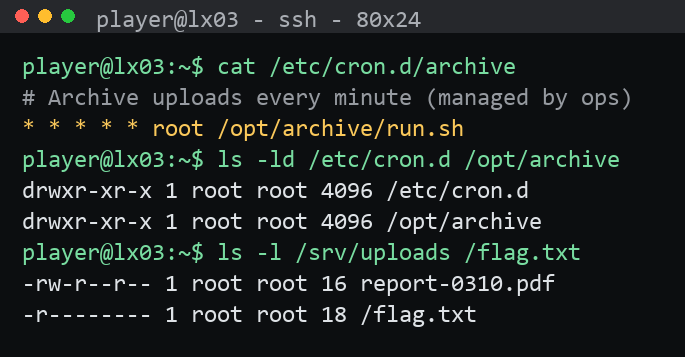 player@lx03 - ssh - 80x24
player@lx03:~$ cat /etc/cron.d/archive
# Archive uploads every minute (managed by ops)
* * * * * root /opt/archive/run.sh
player@lx03:~$ ls -ld /etc/cron.d /opt/archive
drwxr-xr-x 1 root root 4096 /etc/cron.d
drwxr-xr-x 1 root root 4096 /opt/archive
player@lx03:~$ ls -l /srv/uploads /flag.txt
-rw-r--r-- 1 root root 16 report-0310.pdf
-r-------- 1 root root 18 /flag.txt